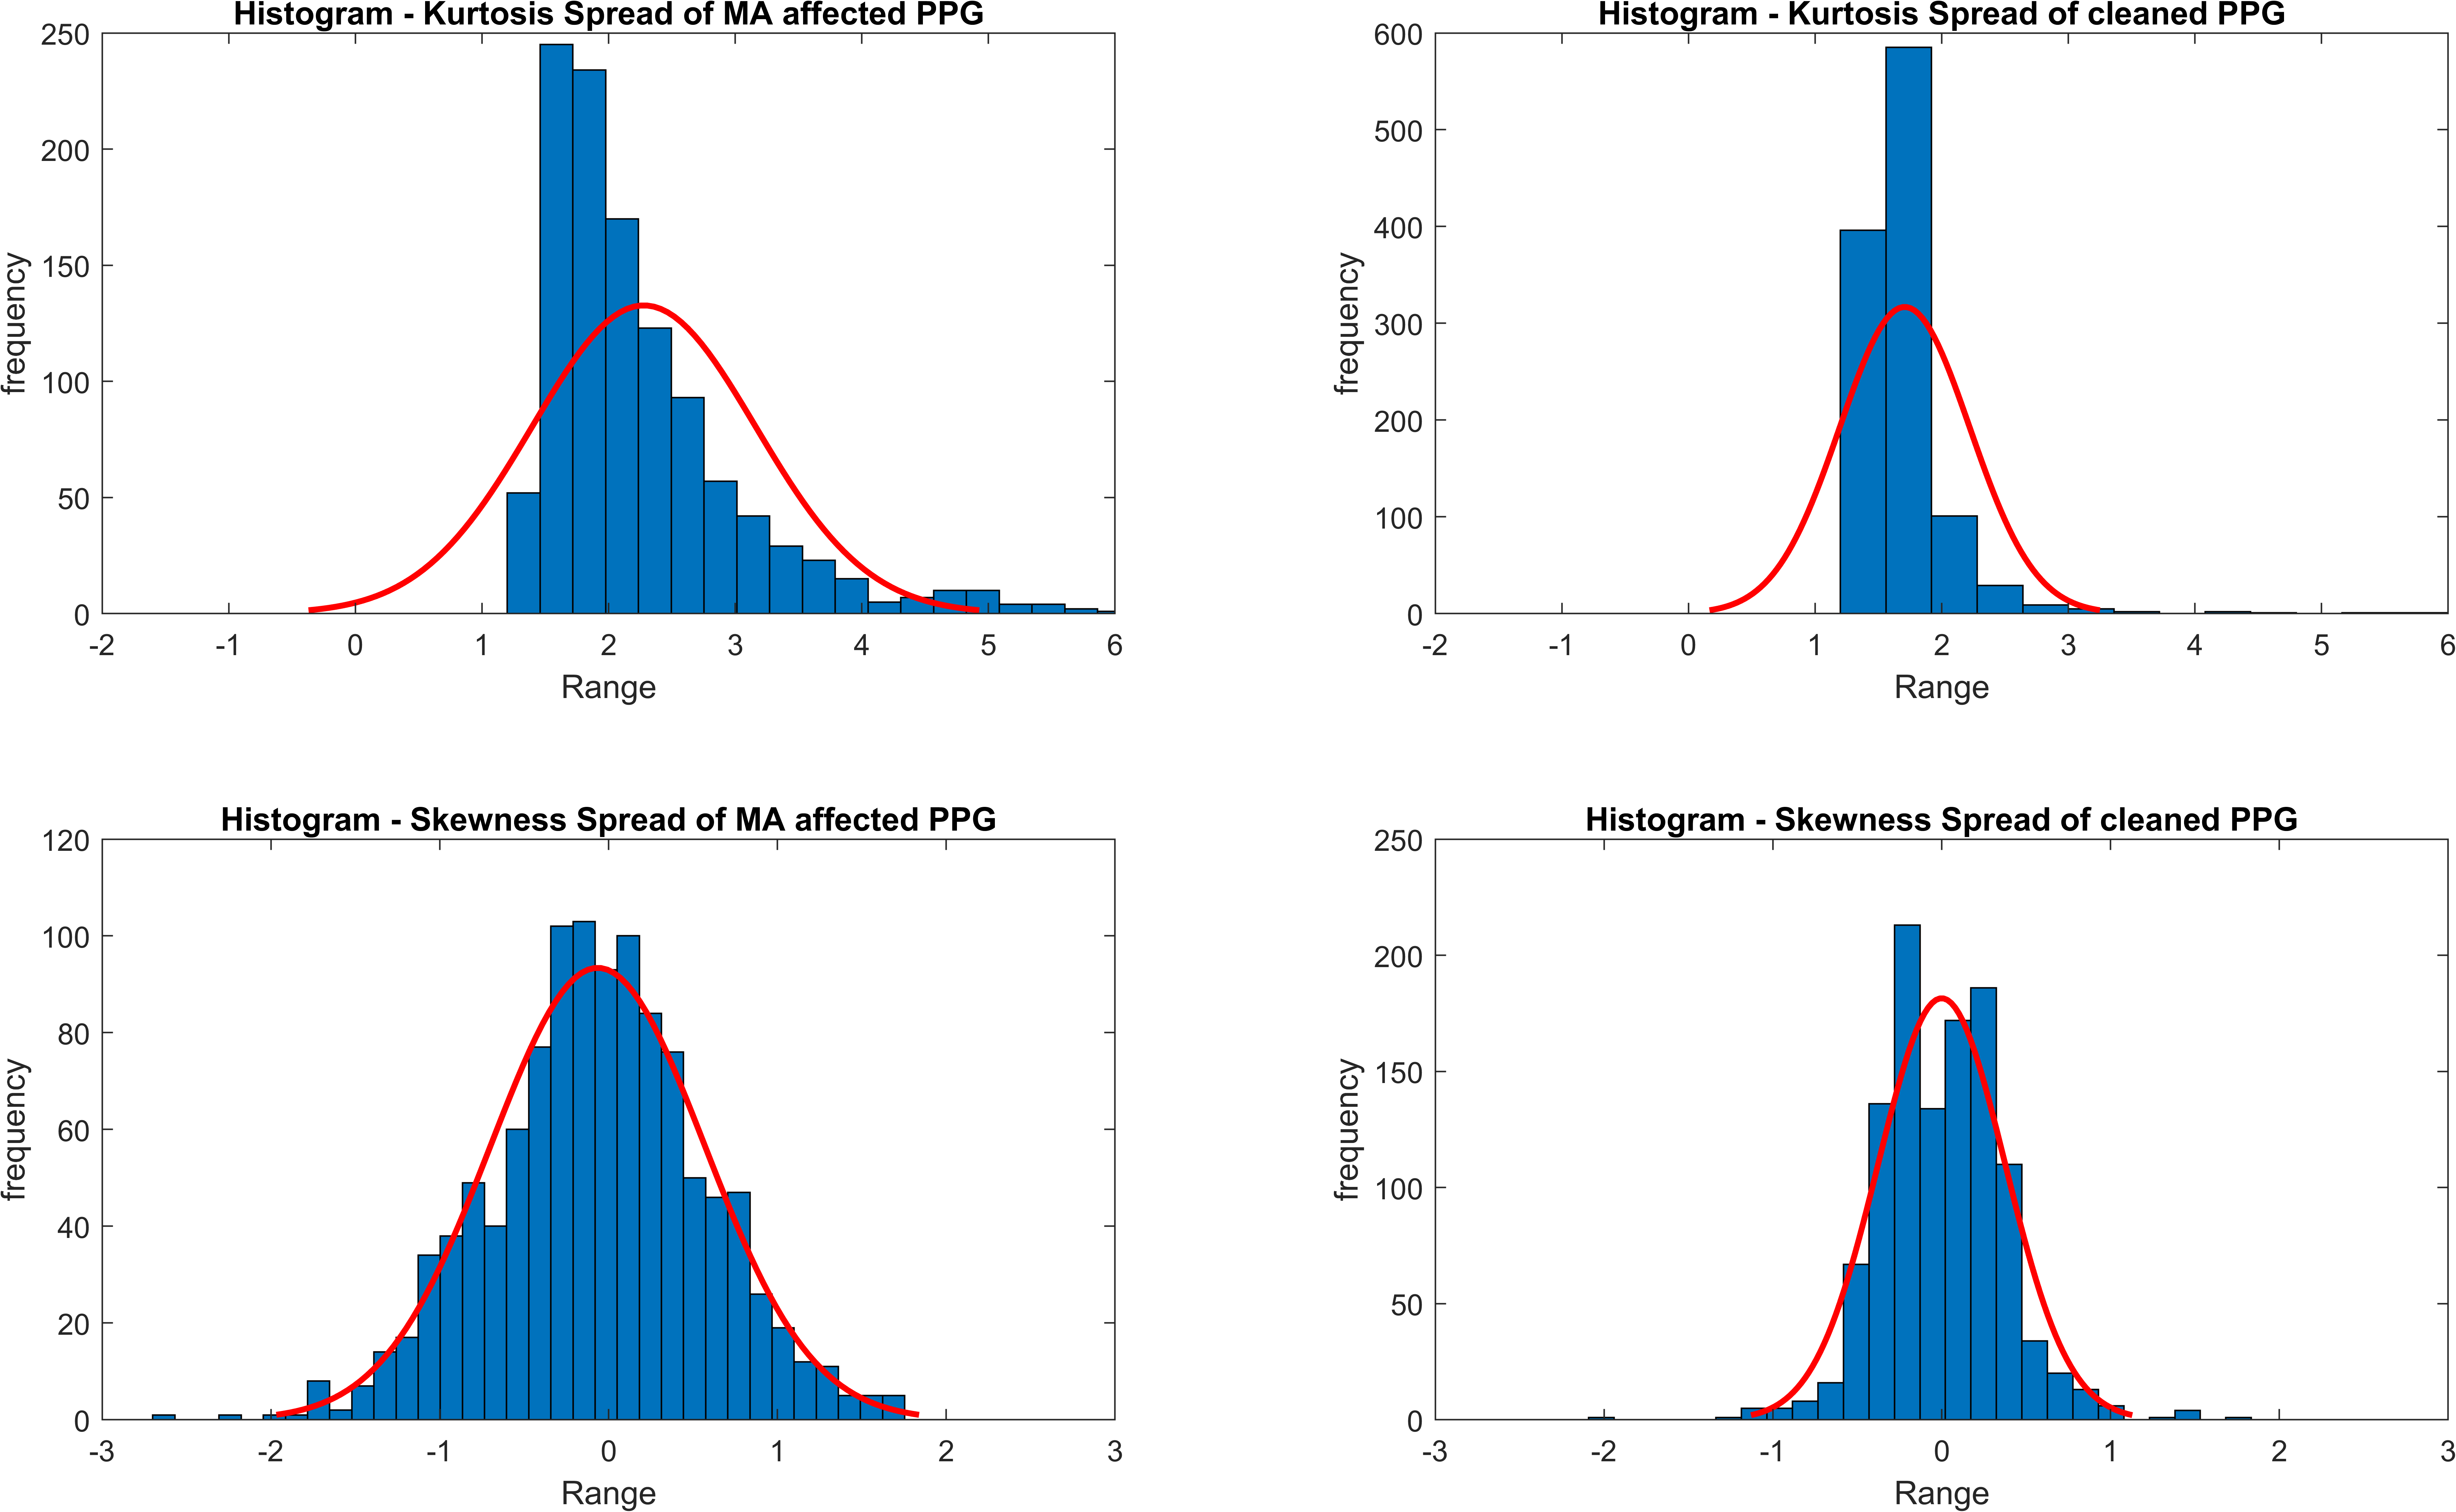 Histogram - Kurtosis Spread of MA affected PPG
250
200
150
100
50
0
frequency
-2 -1 0 1 2 3 4 5 6
Range
Histogram - Kurtosis Spread of cleaned PPG
600
500
400
300
200
100
0
frequency
-2 -1 0 1 2 3 4 5 6
Range
Histogram - Skewness Spread of MA affected PPG
120
100
80
60
40
20
0
frequency
-3 -2 -1 0 1 2 3
Range
Histogram - Skewness Spread of cleaned PPG
250
200
150
100
50
0
frequency
-3 -2 -1 0 1 2 3
Range